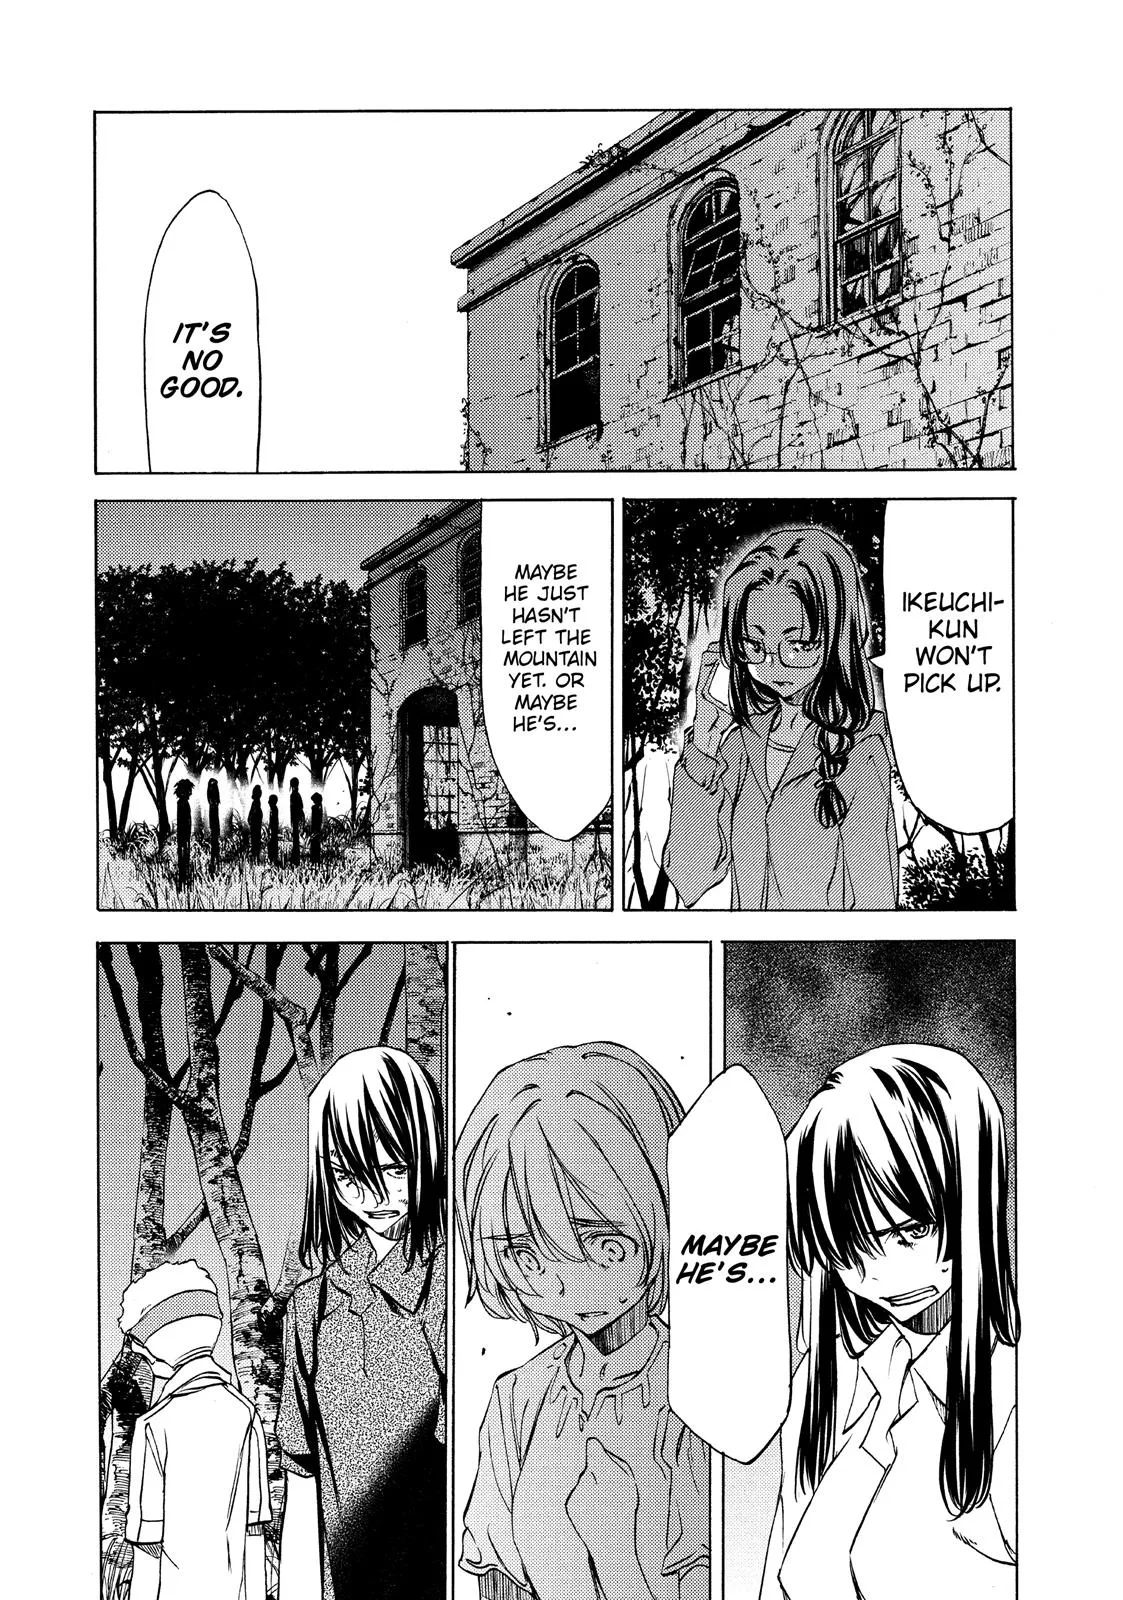 IT'S
NO
GOOD.
IKEUCHI-
KUN
WON'T
PICK UP.
MAYBE
HE JUST
HASN'T
LEFT THE
MOUNTAIN
YET. OR
MAYBE
HE'S...
MAYBE
HE'S...